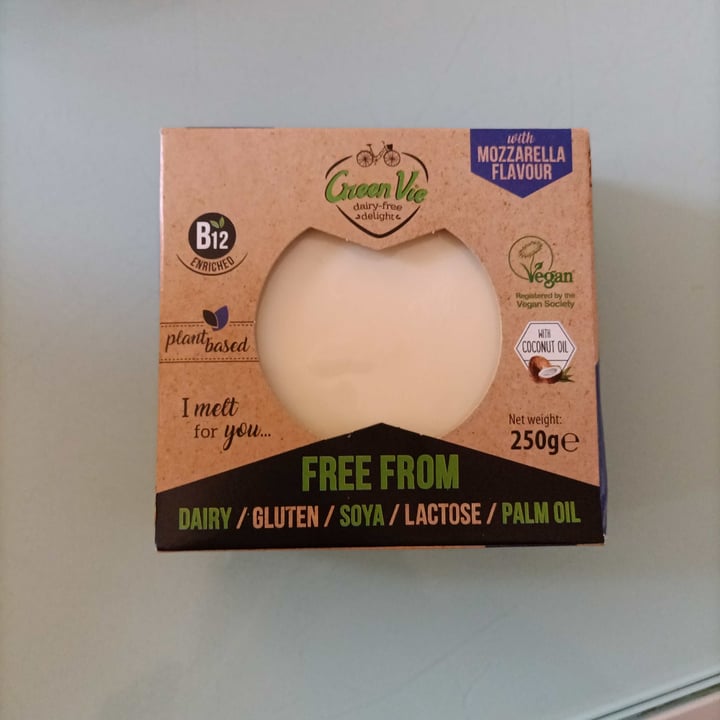 with
MOZZARELLA
FLAVOUR
Green Vie
dairy-free
delight
B12
ENRICHED
Vegan
Registered by the
Vegan Society
plant based
WITH
COCONUT OIL
I melt
for you...
Net weight:
250g℮
FREE FROM
DAIRY / GLUTEN / SOYA / LACTOSE / PALM OIL